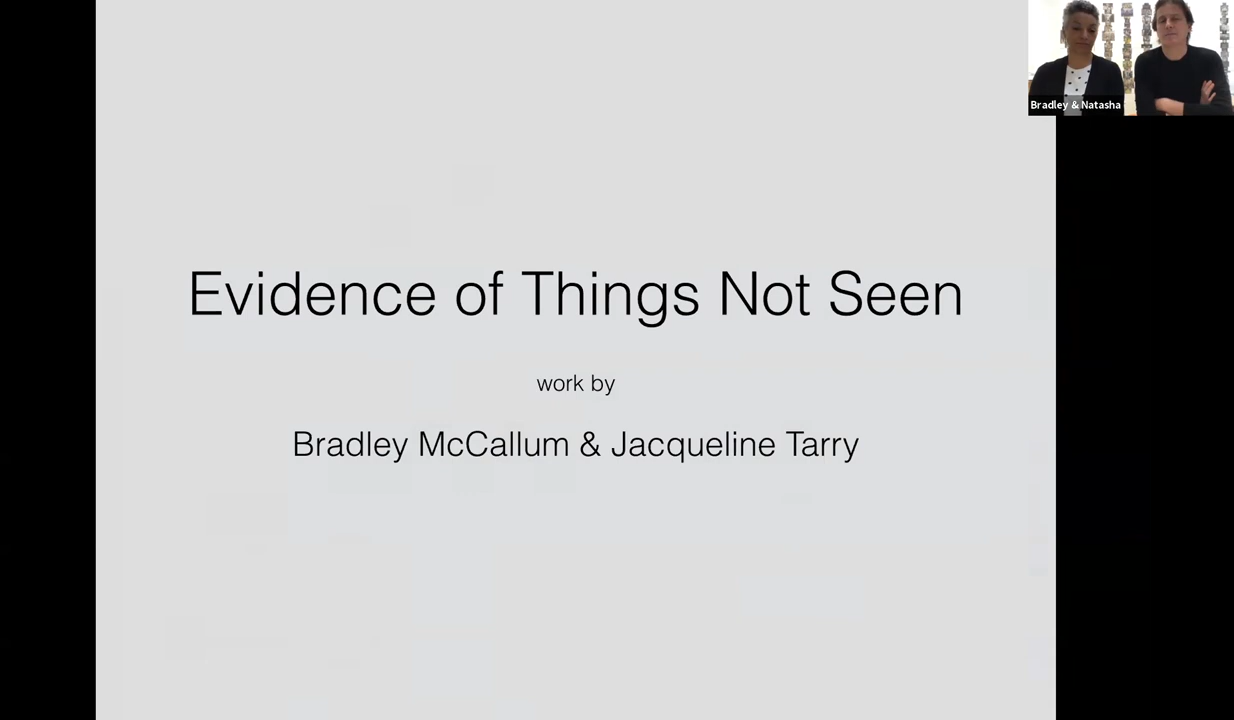 Bradley & Natasha
Evidence of Things Not Seen
work by
Bradley McCallum & Jacqueline Tarry